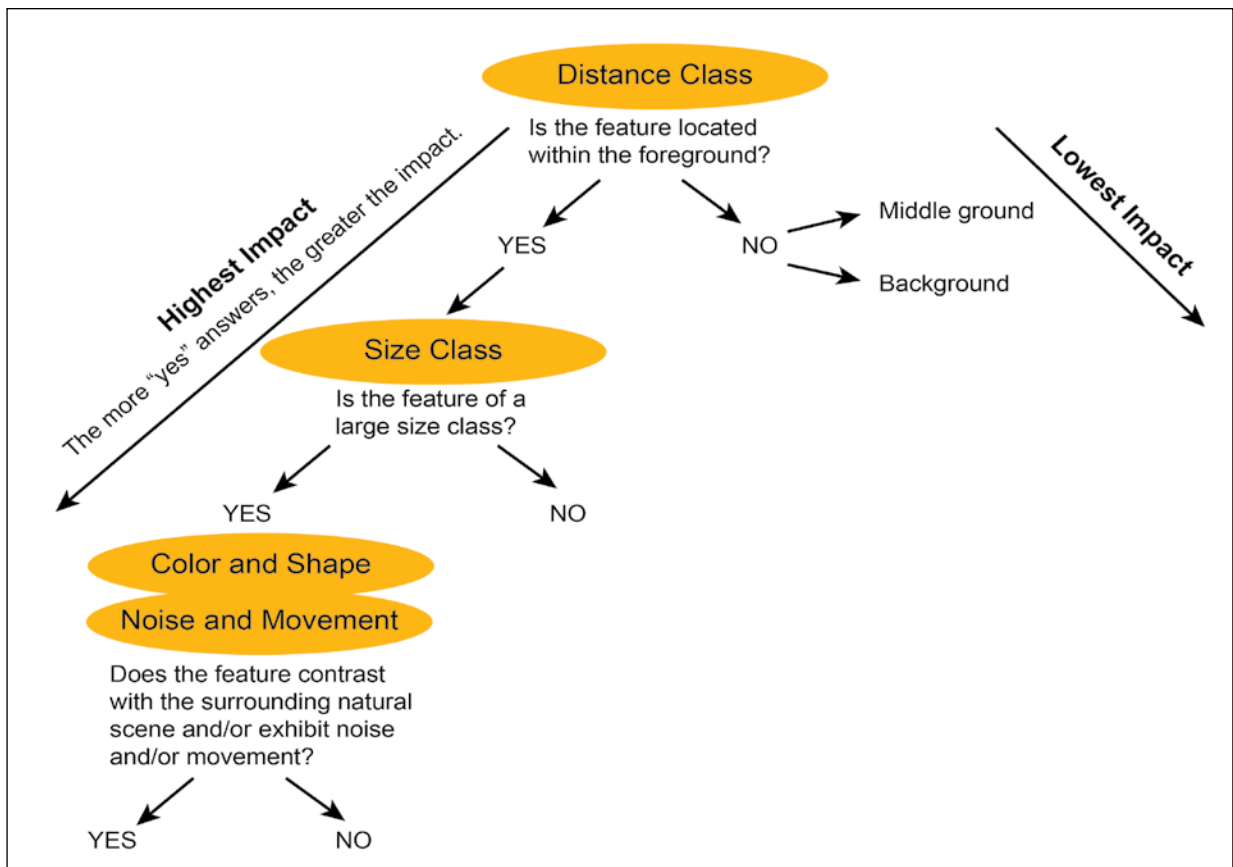 Distance Class
Is the feature located
within the foreground?
Highest Impact
The more “yes” answers, the greater the impact.
Lowest Impact
YES
NO
Middle ground
Background
Size Class
Is the feature of a
large size class?
YES
NO
Color and Shape
Noise and Movement
Does the feature contrast
with the surrounding natural
scene and/or exhibit noise
and/or movement?
YES
NO